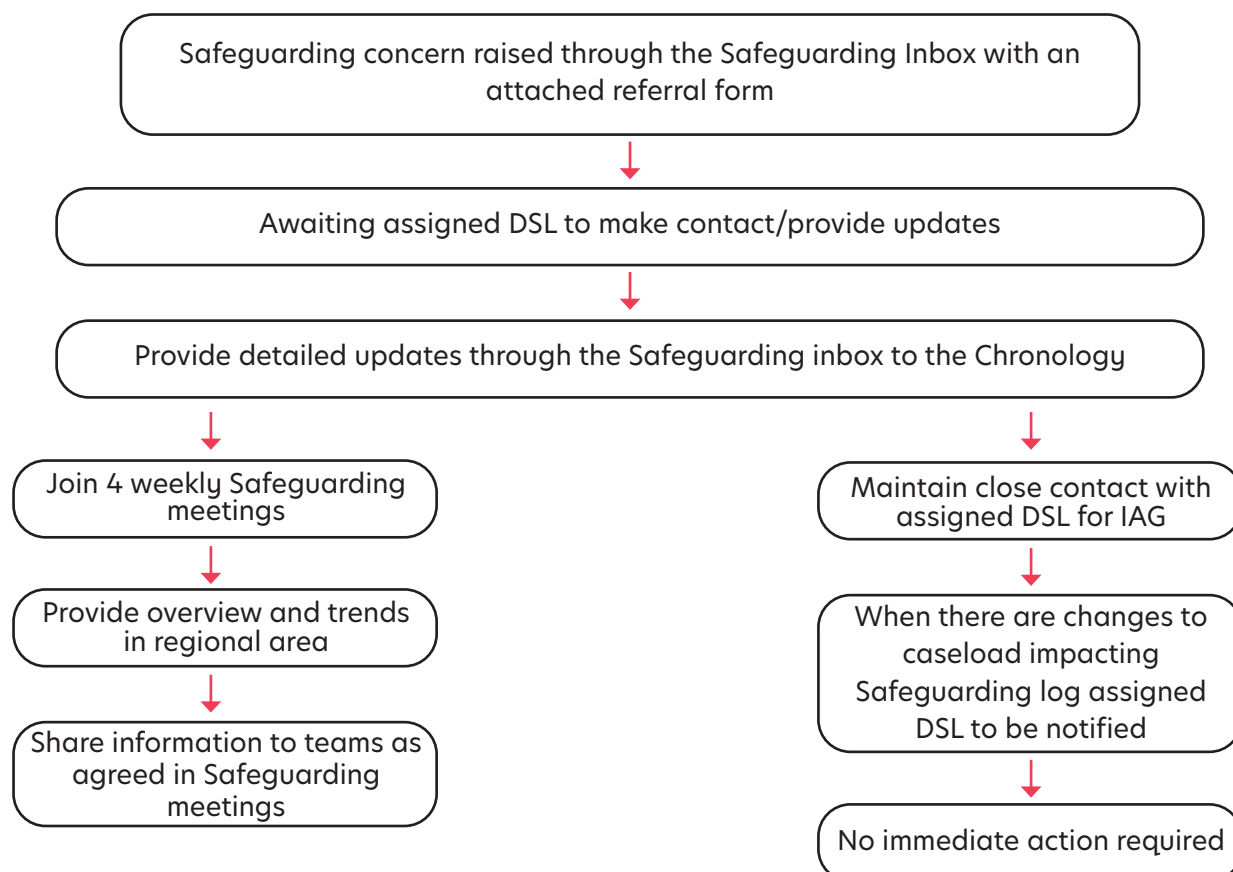 Safeguarding concern raised through the Safeguarding Inbox with an
attached referral form
Awaiting assigned DSL to make contact/provide updates
Provide detailed updates through the Safeguarding inbox to the Chronology
Join 4 weekly Safeguarding
meetings
Provide overview and trends
in regional area
Share information to teams as
agreed in Safeguarding
meetings
Maintain close contact with
assigned DSL for IAG
When there are changes to
caseload impacting
Safeguarding log assigned
DSL to be notified
No immediate action required